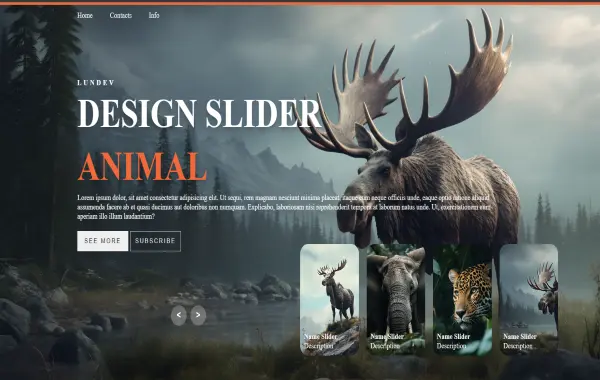 Home Contacts Info
LUNDEV
DESIGN SLIDER
ANIMAL
Lorem ipsum dolor, sit amet consectetur adipisicing elit. Ut sequi, rem magnam nesciunt minima placeat, itaque eum neque officiis unde, eaque optio ratione aliquid
assumenda facere ab et quasi ducimus aut doloribus non numquam. Explicabo, laboriosam nisi reprehenderit tempora at laborum natus unde. Ut, exercitationem eum
aperiam illo illum laudantium?
SEE MORE SUBSCRIBE
< >
Name Slider Name Slider Name Slider Name Slider
Description Description Description Description